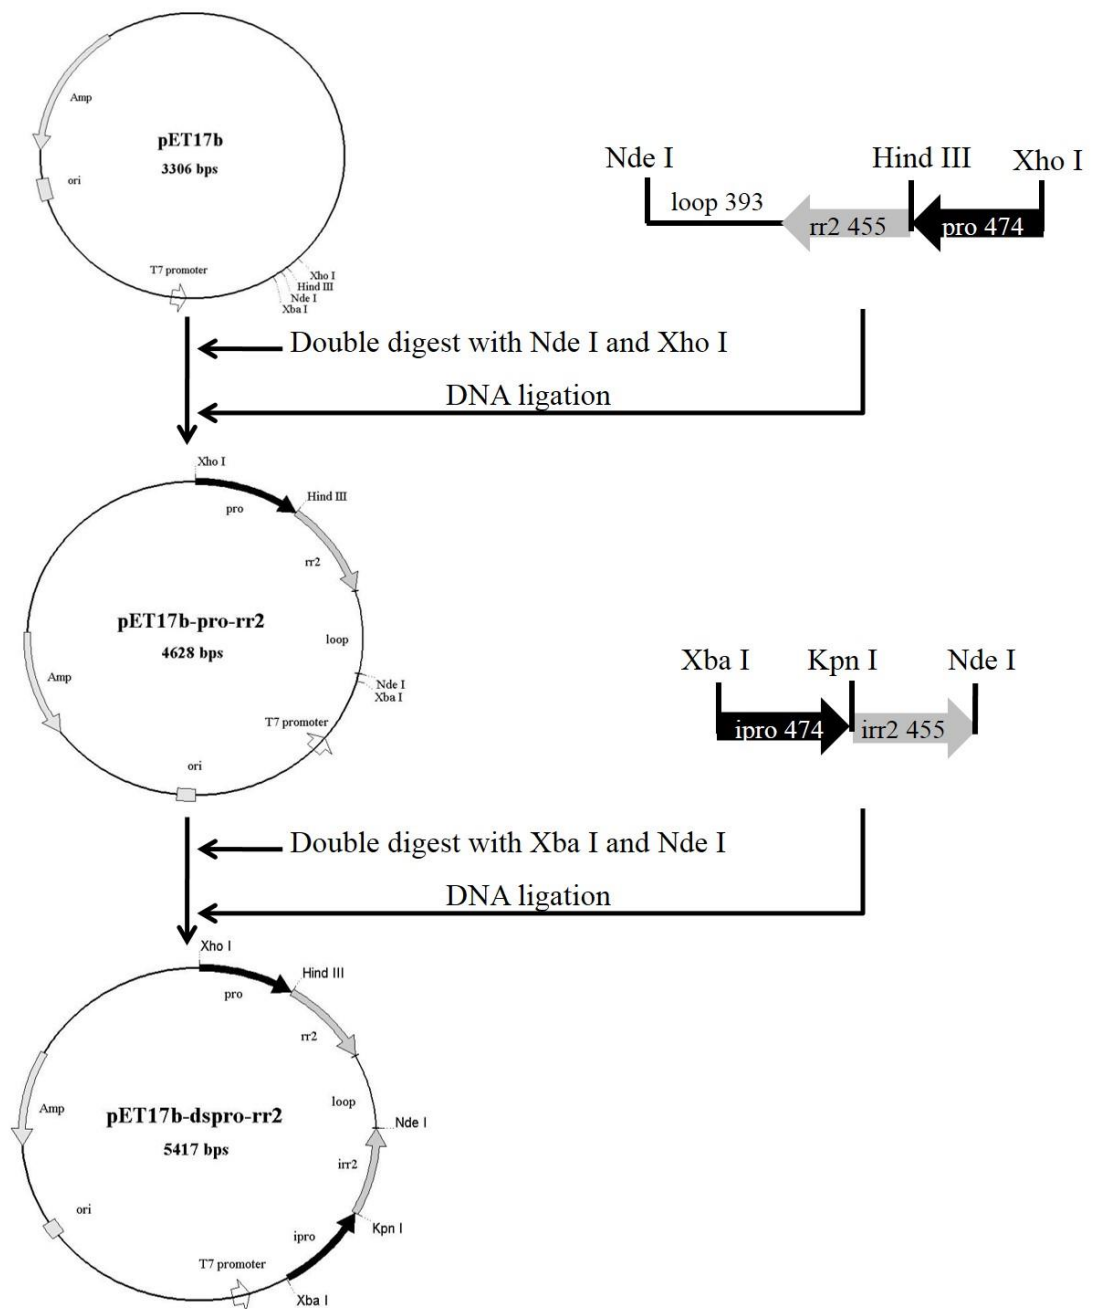 Amp
pET17b
3306 bps
ori
T7 promoter
Xho I
Hind III
Nde I
Xba I
Nde I
Hind III
Xho I
loop 393
rr2 455
pro 474
Double digest with Nde I and Xho I
DNA ligation
Xho I
pro
Hind III
rr2
pET17b-pro-rr2
4628 bps
loop
Amp
Nde I
Xba I
T7 promoter
ori
Xba I
Kpn I
Nde I
ipro 474
irr2 455
Double digest with Xba I and Nde I
DNA ligation
Xho I
pro
Hind III
rr2
loop
Amp
pET17b-dspro-rr2
5417 bps
Nde I
irr2
ori
Kpn I
ipro
T7 promoter
Xba I